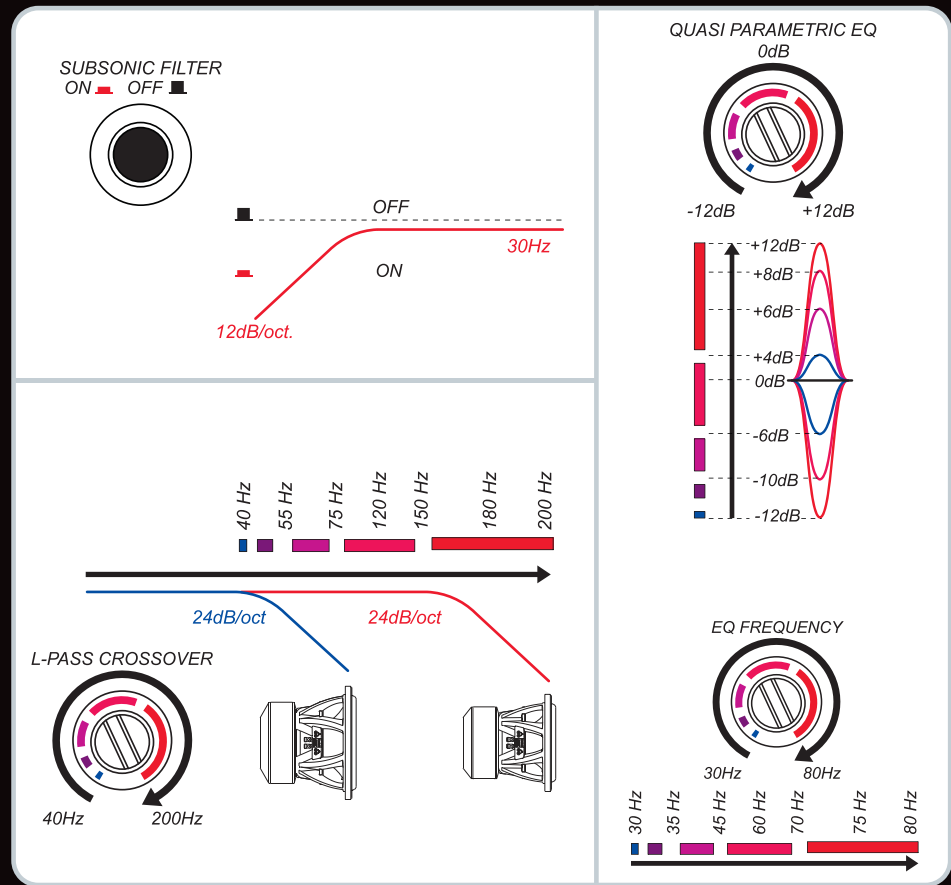 SUBSONIC FILTER
ON OFF
OFF
30Hz
ON
12dB/oct.
40 Hz 55 Hz 75 Hz 120 Hz 150 Hz 180 Hz 200 Hz
24dB/oct 24dB/oct
L-PASS CROSSOVER
40Hz 200Hz
QUASI PARAMETRIC EQ
0dB
-12dB +12dB
+12dB
+8dB
+6dB
+4dB
0dB
-6dB
-10dB
-12dB
EQ FREQUENCY
30Hz 80Hz
30 Hz 35 Hz 45 Hz 60 Hz 70 Hz 75 Hz 80 Hz